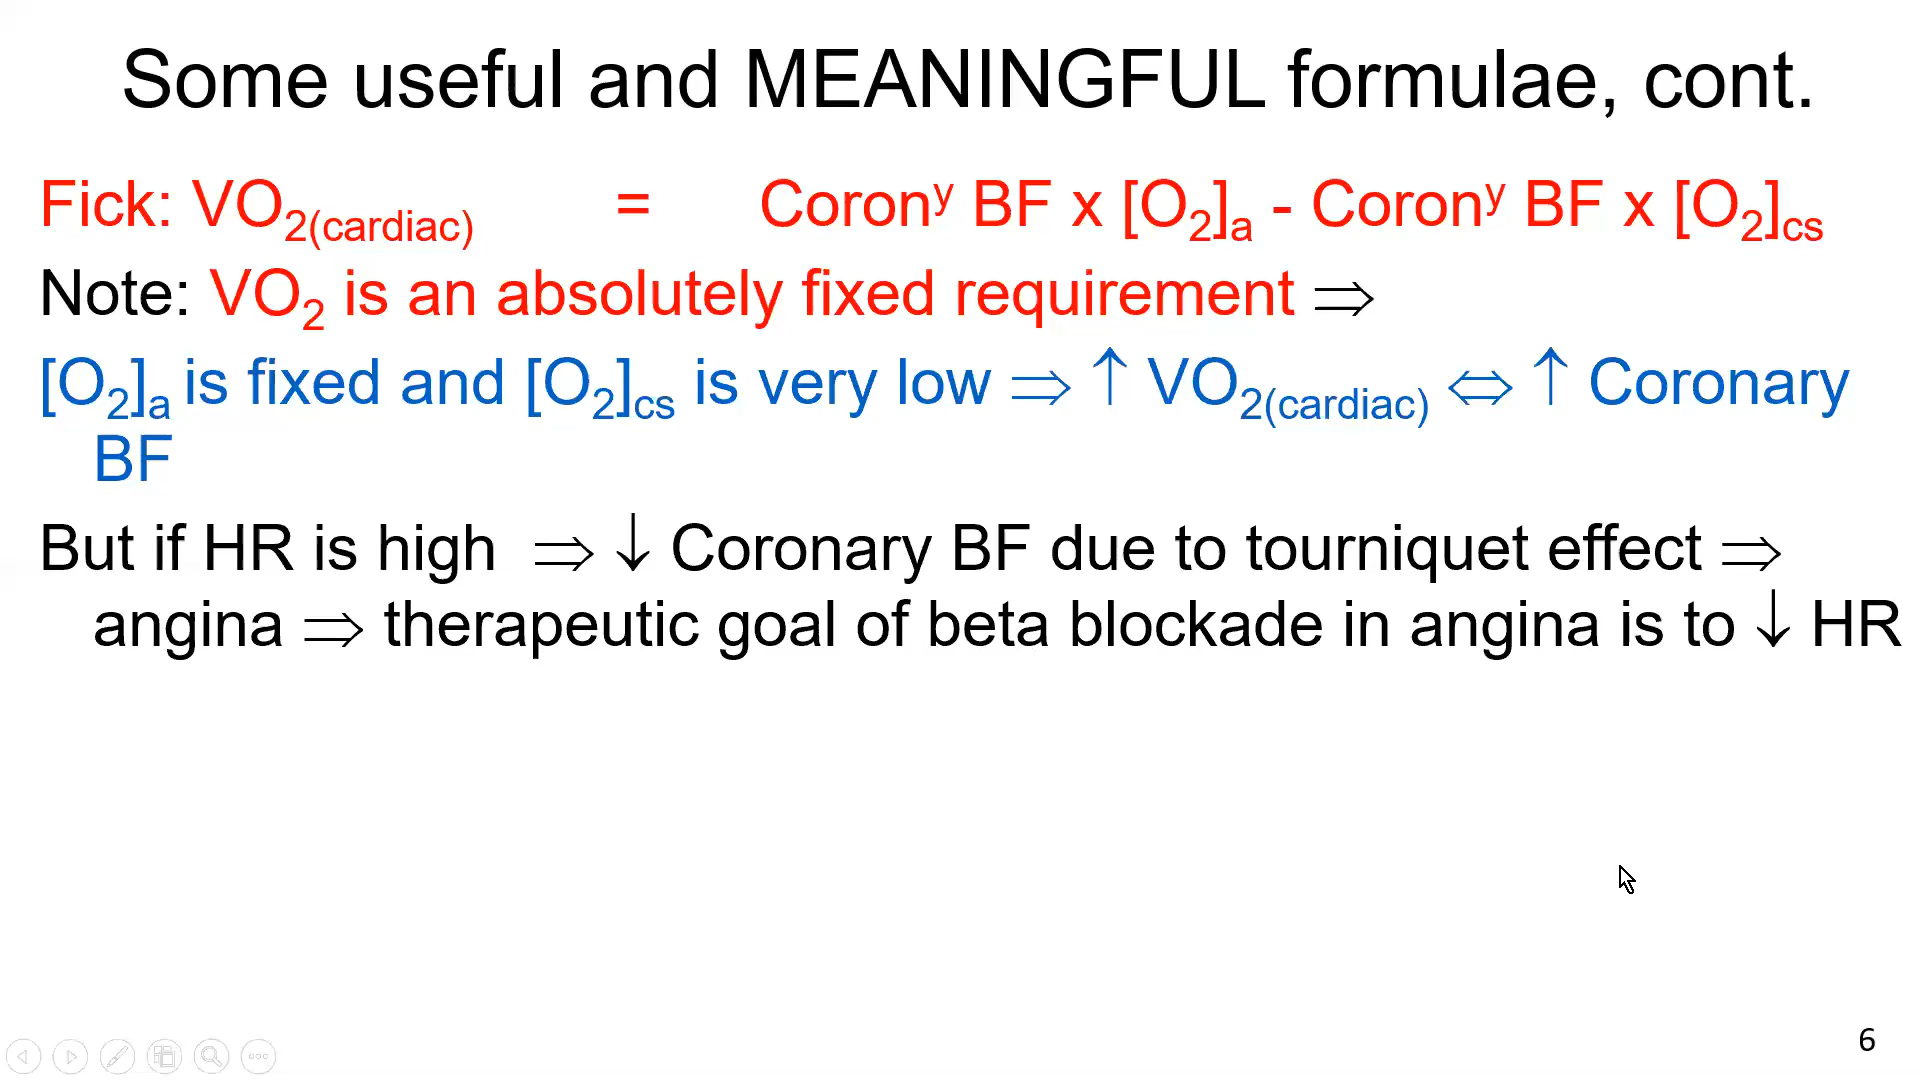 Some useful and MEANINGFUL formulae, cont.
Fick: VO₂₍cardiac₎ = Coronʸ BF x [O₂]ₐ - Coronʸ BF x [O₂]cs
Note: VO₂ is an absolutely fixed requirement ⇒
[O₂]ₐ is fixed and [O₂]cs is very low ⇒ ↑ VO₂₍cardiac₎ ⇔ ↑ Coronary
BF
But if HR is high ⇒ ↓ Coronary BF due to tourniquet effect ⇒
angina ⇒ therapeutic goal of beta blockade in angina is to ↓ HR
6